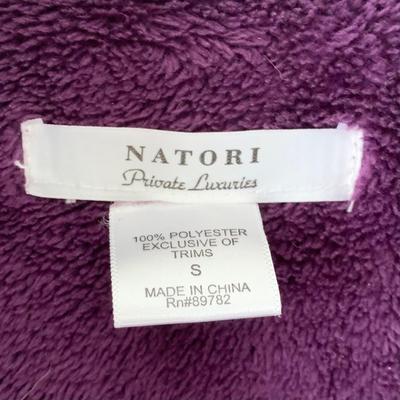 NATORI
Private Luxuries
100% POLYESTER
EXCLUSIVE OF
TRIMS
S
MADE IN CHINA
Rn#89782